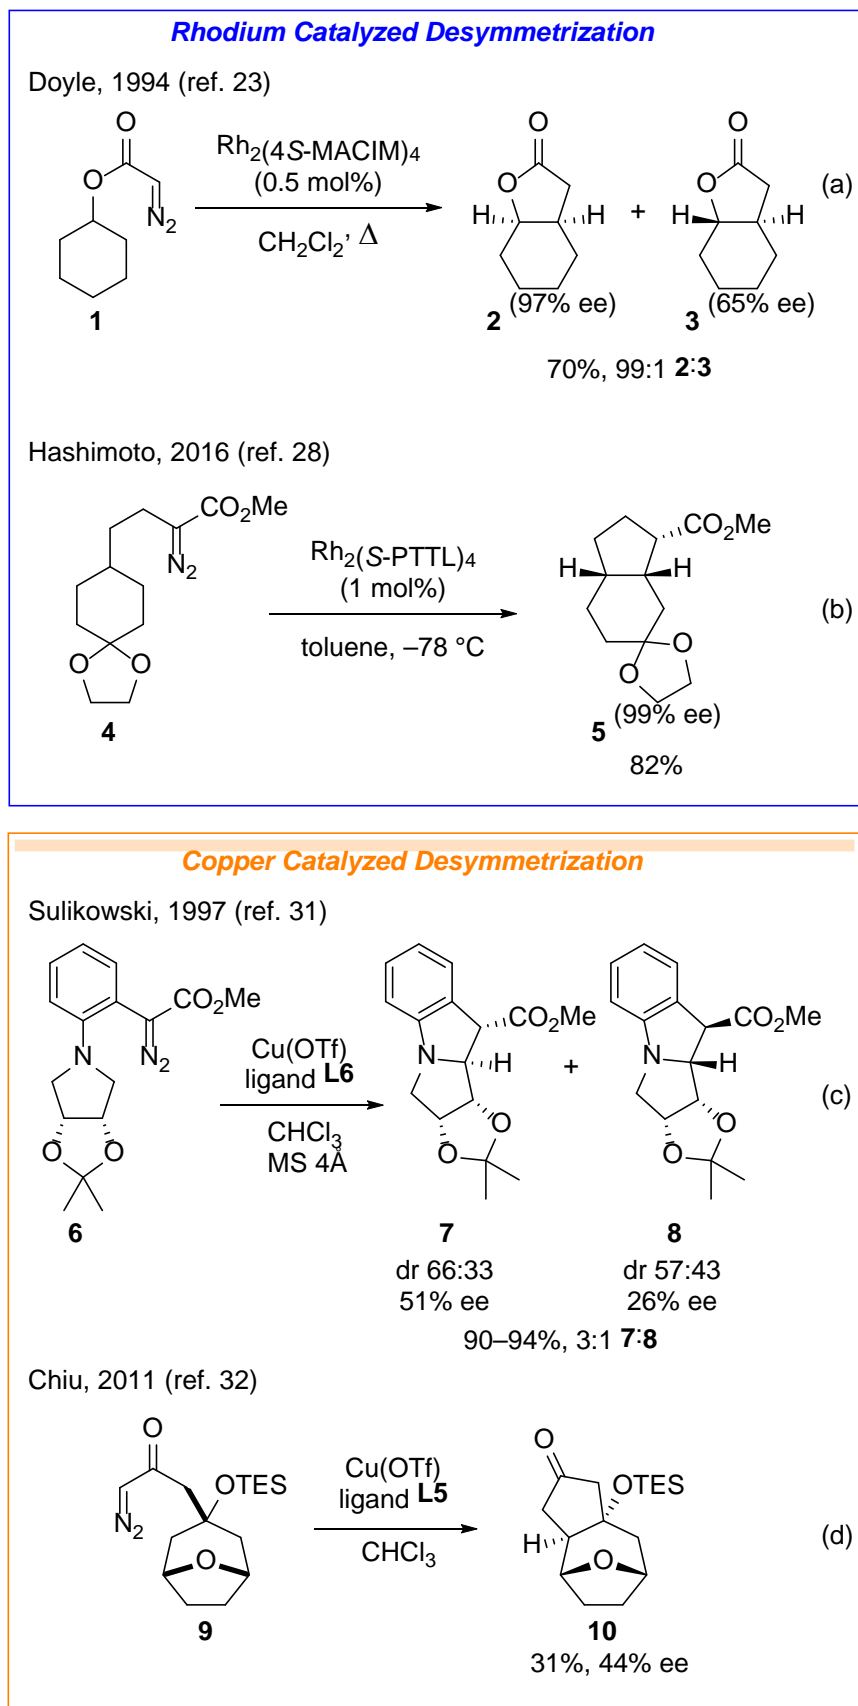 Rhodium Catalyzed Desymmetrization
Doyle, 1994 (ref. 23)
O
O
N2
1
Rh2(4S-MACIM)4
(0.5 mol%)
CH2Cl2, Δ
O
O
H
H
2 (97% ee)
+
O
O
H
H
3 (65% ee)
(a)
70%, 99:1 2:3
Hashimoto, 2016 (ref. 28)
CO2Me
N2
O
O
4
Rh2(S-PTTL)4
(1 mol%)
toluene, –78 °C
CO2Me
H
H
O
O
5 (99% ee)
82%
(b)
Copper Catalyzed Desymmetrization
Sulikowski, 1997 (ref. 31)
CO2Me
N2
N
O
O
6
Cu(OTf)
ligand L6
CHCl3
MS 4Å
CO2Me
N
H
O
O
7
dr 66:33
51% ee
+
CO2Me
N
H
O
O
8
dr 57:43
26% ee
(c)
90–94%, 3:1 7:8
Chiu, 2011 (ref. 32)
O
OTES
N2
O
9
Cu(OTf)
ligand L5
CHCl3
O
OTES
H
O
10
31%, 44% ee
(d)